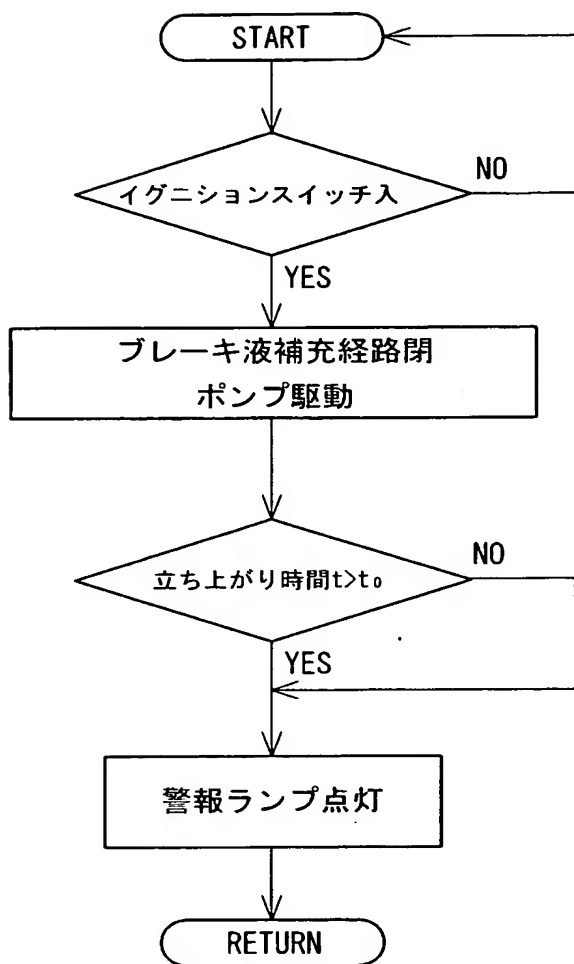 START
イグニションスイッチ入
NO
YES
ブレーキ液補充経路閉
ポンプ駆動
立ち上がり時間t>t₀
NO
YES
警報ランプ点灯
RETURN